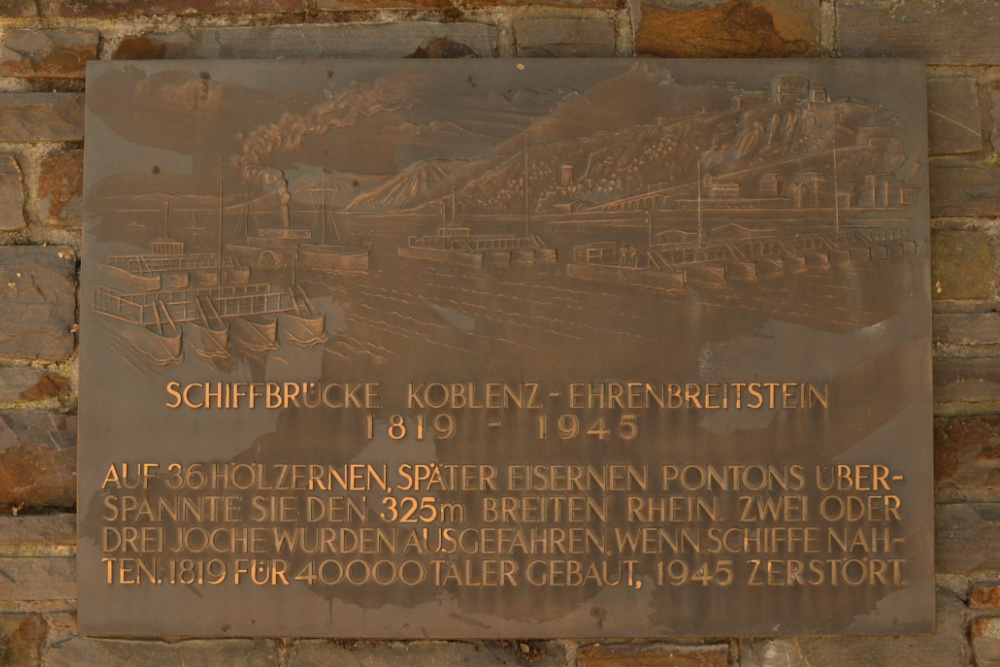 SCHIFFBRÜCKE KOBLENZ-EHRENBREITSTEIN
1819 - 1945
AUF 36 HÖLZERNEN, SPÄTER EISERNEN PONTONS ÜBER-
SPANNTE SIE DEN 325m BREITEN RHEIN. ZWEI ODER
DREI JOCHE WURDEN AUSGEFAHREN, WENN SCHIFFE NAH-
TEN. 1819 FÜR 40000 TALER GEBAUT, 1945 ZERSTÖRT.